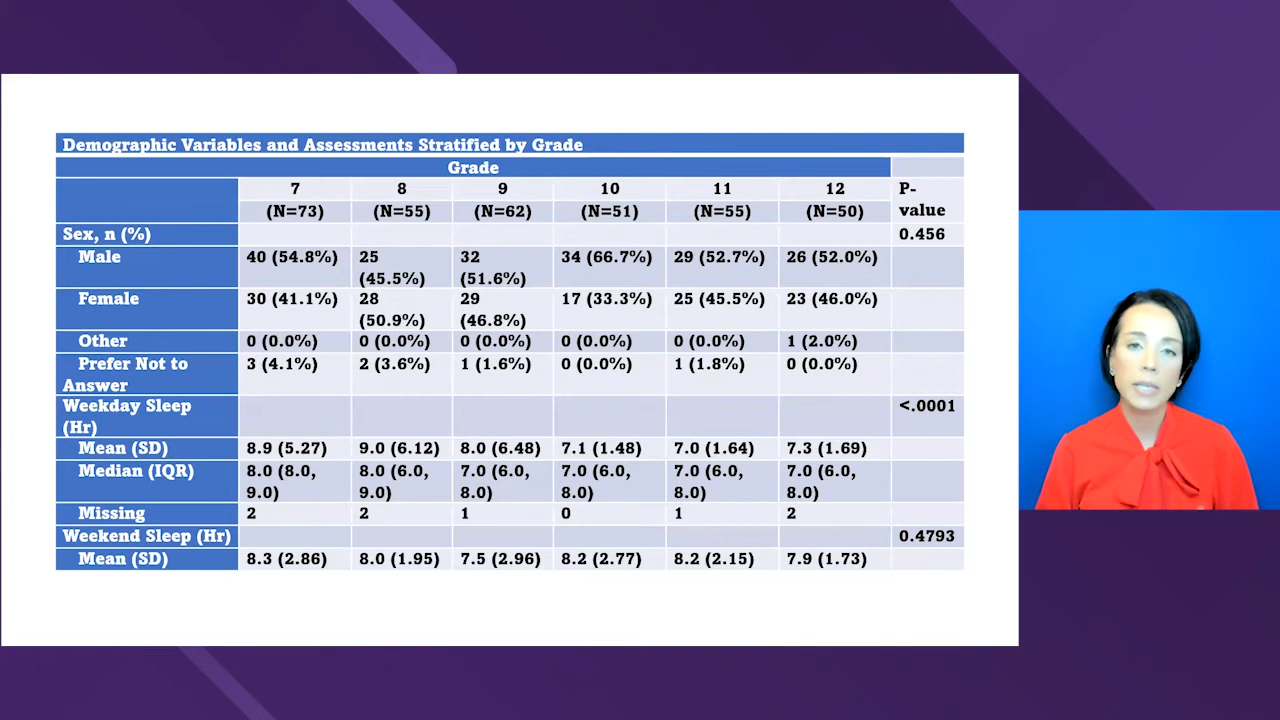 Demographic Variables and Assessments Stratified by Grade
Grade
7 8 9 10 11 12 P-
(N=73) (N=55) (N=62) (N=51) (N=55) (N=50) value
Sex, n (%) 0.456
Male 40 (54.8%) 25 32 34 (66.7%) 29 (52.7%) 26 (52.0%)
(45.5%) (51.6%)
Female 30 (41.1%) 28 29 17 (33.3%) 25 (45.5%) 23 (46.0%)
(50.9%) (46.8%)
Other 0 (0.0%) 0 (0.0%) 0 (0.0%) 0 (0.0%) 0 (0.0%) 1 (2.0%)
Prefer Not to 3 (4.1%) 2 (3.6%) 1 (1.6%) 0 (0.0%) 1 (1.8%) 0 (0.0%)
Answer
Weekday Sleep <.0001
(Hr)
Mean (SD) 8.9 (5.27) 9.0 (6.12) 8.0 (6.48) 7.1 (1.48) 7.0 (1.64) 7.3 (1.69)
Median (IQR) 8.0 (8.0, 8.0 (6.0, 7.0 (6.0, 7.0 (6.0, 7.0 (6.0, 7.0 (6.0,
9.0) 9.0) 8.0) 8.0) 8.0) 8.0)
Missing 2 2 1 0 1 2
Weekend Sleep (Hr) 0.4793
Mean (SD) 8.3 (2.86) 8.0 (1.95) 7.5 (2.96) 8.2 (2.77) 8.2 (2.15) 7.9 (1.73)